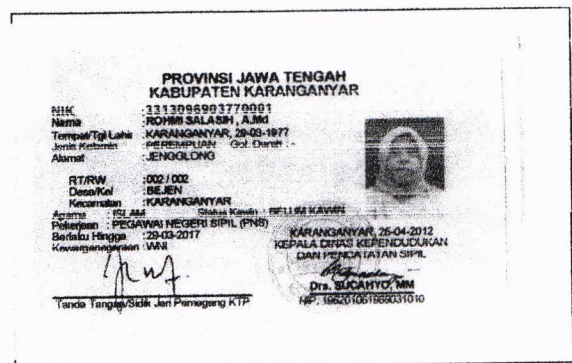 PROVINSI JAWA TENGAH
KABUPATEN KARANGANYAR
NIK : 3313096903770001
Nama : ROHMI SALASIH, A.Md
Tempat/Tgl Lahir : KARANGANYAR, 29-03-1977
Jenis Kelamin : PEREMPUAN Gol. Darah : -
Alamat : JENGGLONG
RT/RW : 002 / 002
Desa/Kel : BEJEN
Kecamatan : KARANGANYAR
Agama : ISLAM Status Kawin : BELUM KAWIN
Pekerjaan : PEGAWAI NEGERI SIPIL (PNS)
Berlaku Hingga : 29-03-2017
Kewarganegaraan : WNI
KARANGANYAR, 25-04-2012
KEPALA DINAS KEPENDUDUKAN
DAN PENCATATAN SIPIL
Drs. SUCAHYO, MM
NIP. 196201061989031010
Tanda Tangan/Sidik Jari Pemegang KTP